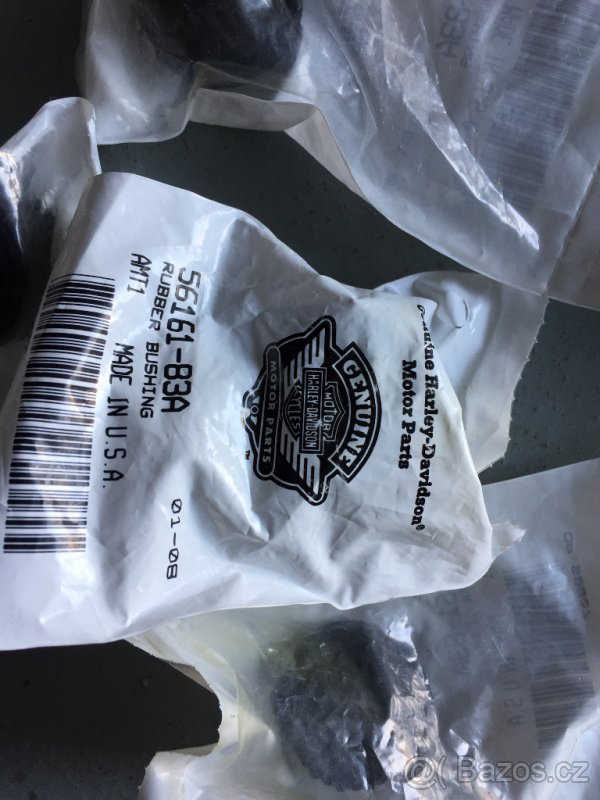 56161-83A
RUBBER BUSHING
AMT1 MADE IN U.S.A.
01-08
GENUINE
MOTOR
HARLEY-DAVIDSON
CYCLES
MOTOR PARTS
™
Genuine Harley-Davidson®
Motor Parts
U S A
@( Bazos.cz